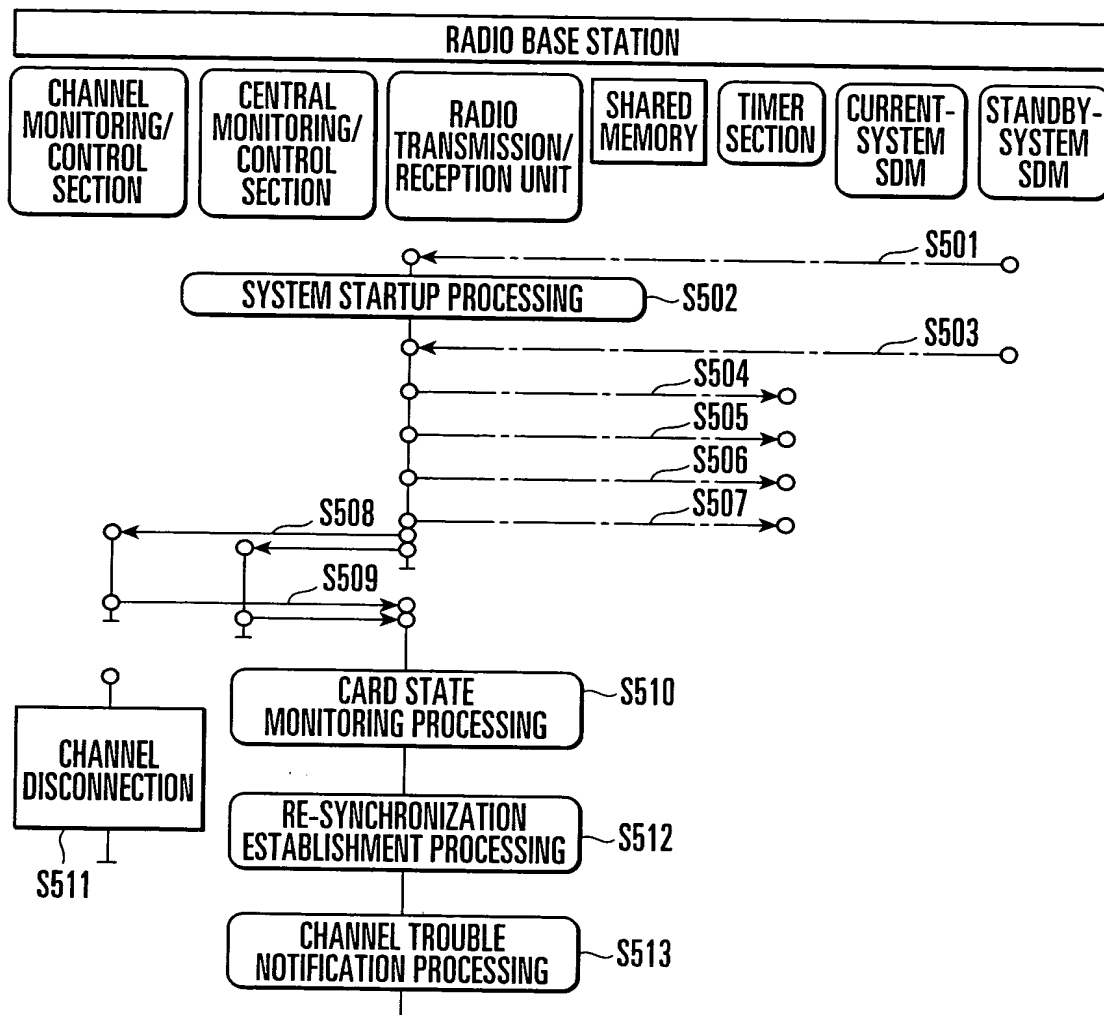 RADIO BASE STATION
CHANNEL
MONITORING/
CONTROL
SECTION
CENTRAL
MONITORING/
CONTROL
SECTION
RADIO
TRANSMISSION/
RECEPTION UNIT
SHARED
MEMORY
TIMER
SECTION
CURRENT-
SYSTEM
SDM
STANDBY-
SYSTEM
SDM
S501
SYSTEM STARTUP PROCESSING
S502
S503
S504
S505
S506
S507
S508
S509
CARD STATE
MONITORING PROCESSING
S510
CHANNEL
DISCONNECTION
S511
RE-SYNCHRONIZATION
ESTABLISHMENT PROCESSING
S512
CHANNEL TROUBLE
NOTIFICATION PROCESSING
S513